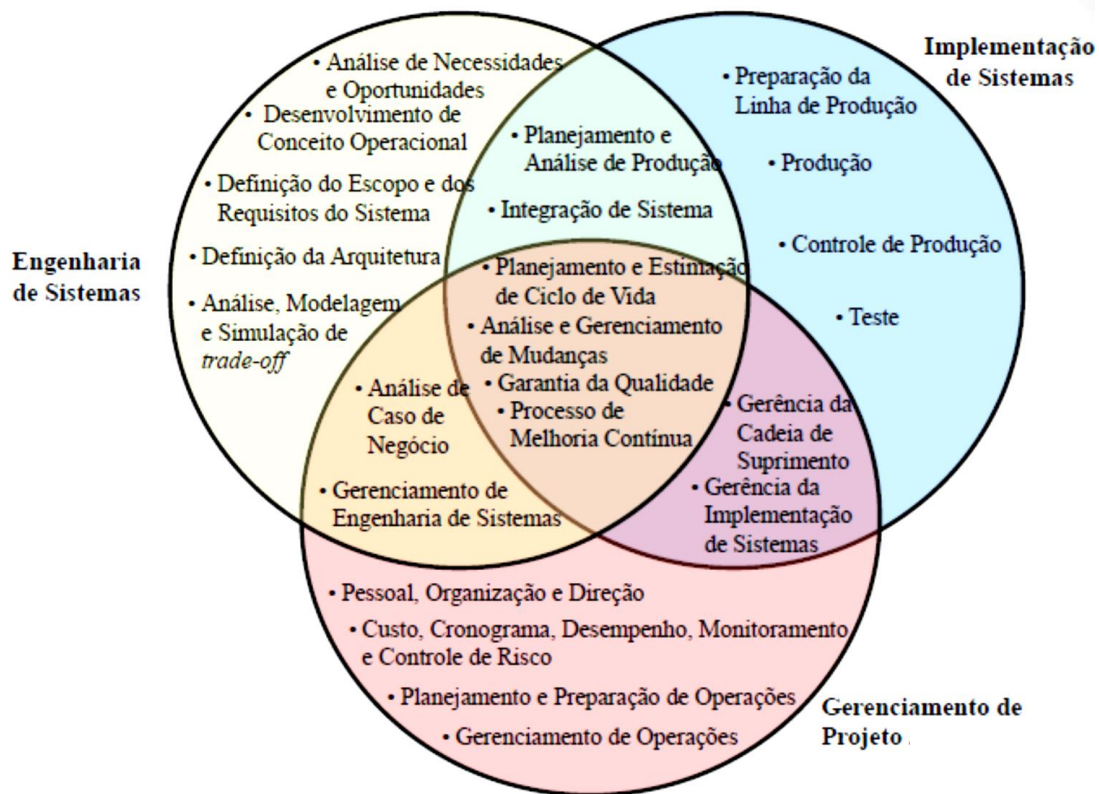 Implementação
de Sistemas
Engenharia
de Sistemas
Gerenciamento de
Projeto
• Análise de Necessidades
e Oportunidades
• Desenvolvimento de
Conceito Operacional
• Definição do Escopo e dos
Requisitos do Sistema
• Definição da Arquitetura
• Análise, Modelagem
e Simulação de
trade-off
• Planejamento e
Análise de Produção
• Integração de Sistema
• Preparação da
Linha de Produção
• Produção
• Controle de Produção
• Teste
• Planejamento e Estimação
de Ciclo de Vida
• Análise e Gerenciamento
de Mudanças
• Garantia da Qualidade
• Processo de
Melhoria Contínua
• Análise de
Caso de
Negócio
• Gerenciamento de
Engenharia de Sistemas
• Gerência da
Cadeia de
Suprimento
• Gerência da
Implementação
de Sistemas
• Pessoal, Organização e Direção
• Custo, Cronograma, Desempenho, Monitoramento
e Controle de Risco
• Planejamento e Preparação de Operações
• Gerenciamento de Operações